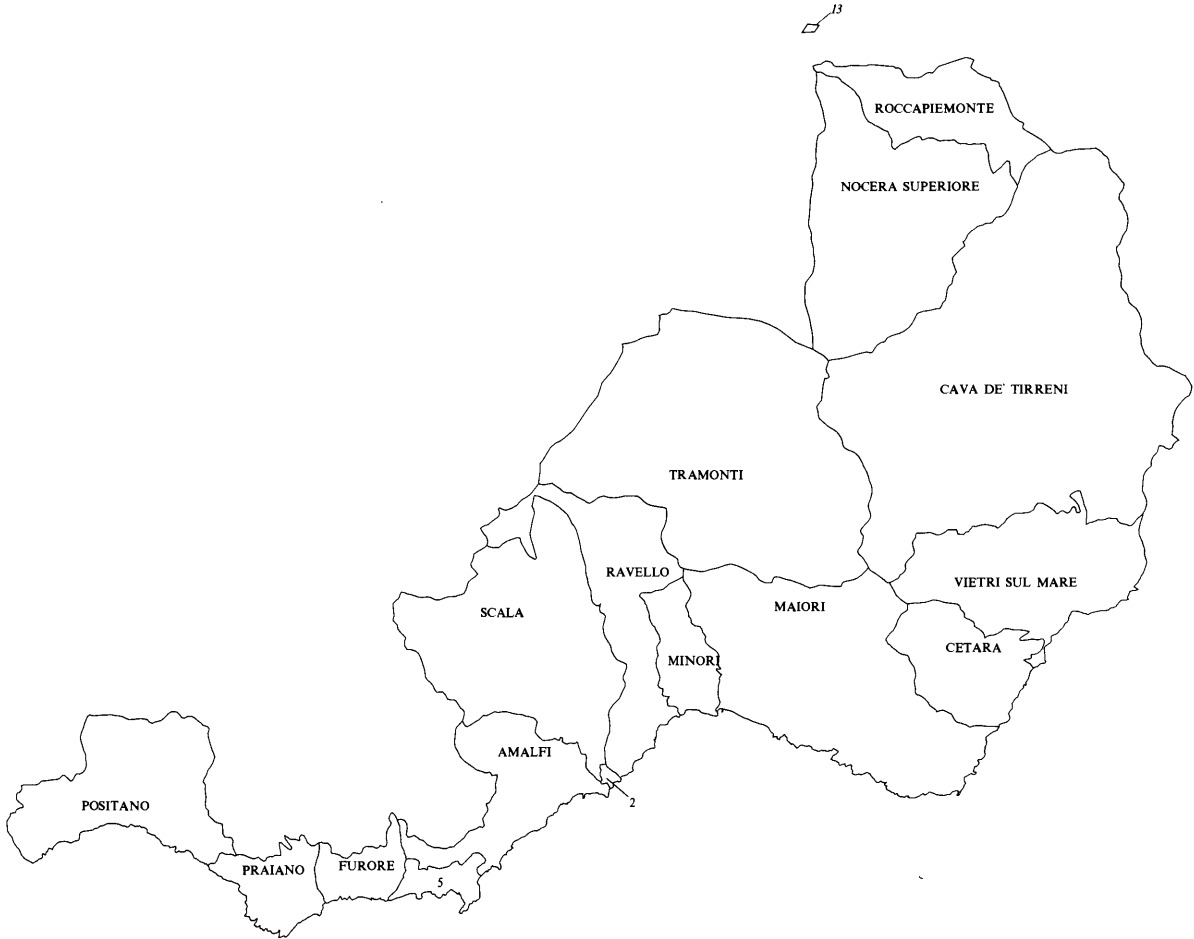 13
ROCCAPIEMONTE
NOCERA SUPERIORE
CAVA DE' TIRRENI
TRAMONTI
RAVELLO
VIETRI SUL MARE
SCALA
MAIORI
CETARA
MINORI
AMALFI
POSITANO
2
PRAIANO
FURORE
5